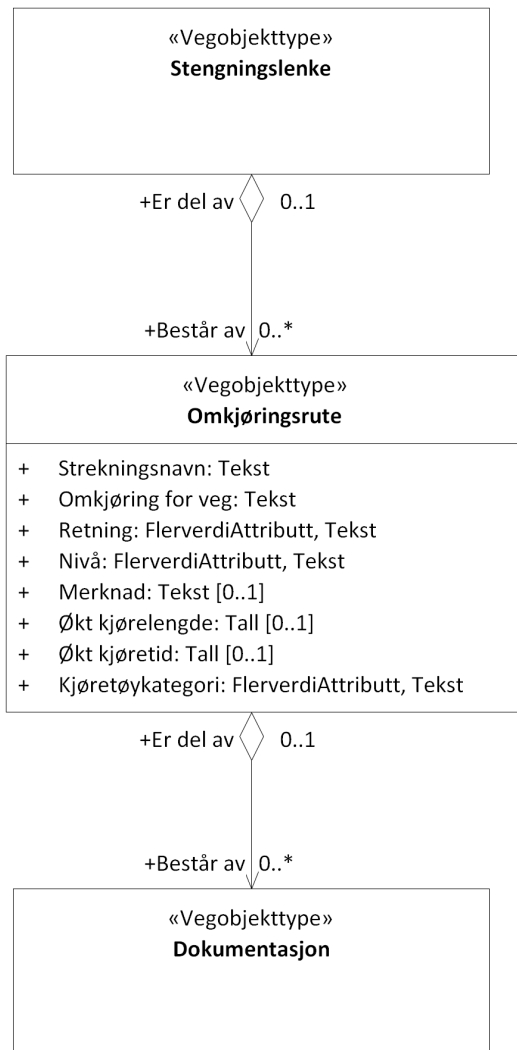 «Vegobjekttype»
Stengningslenke
+Er del av 0..1
+Består av 0..*
«Vegobjekttype»
Omkjøringsrute
+ Strekningsnavn: Tekst
+ Omkjøring for veg: Tekst
+ Retning: FlerverdiAttributt, Tekst
+ Nivå: FlerverdiAttributt, Tekst
+ Merknad: Tekst [0..1]
+ Økt kjørelengde: Tall [0..1]
+ Økt kjøretid: Tall [0..1]
+ Kjøretøykategori: FlerverdiAttributt, Tekst
+Er del av 0..1
+Består av 0..*
«Vegobjekttype»
Dokumentasjon